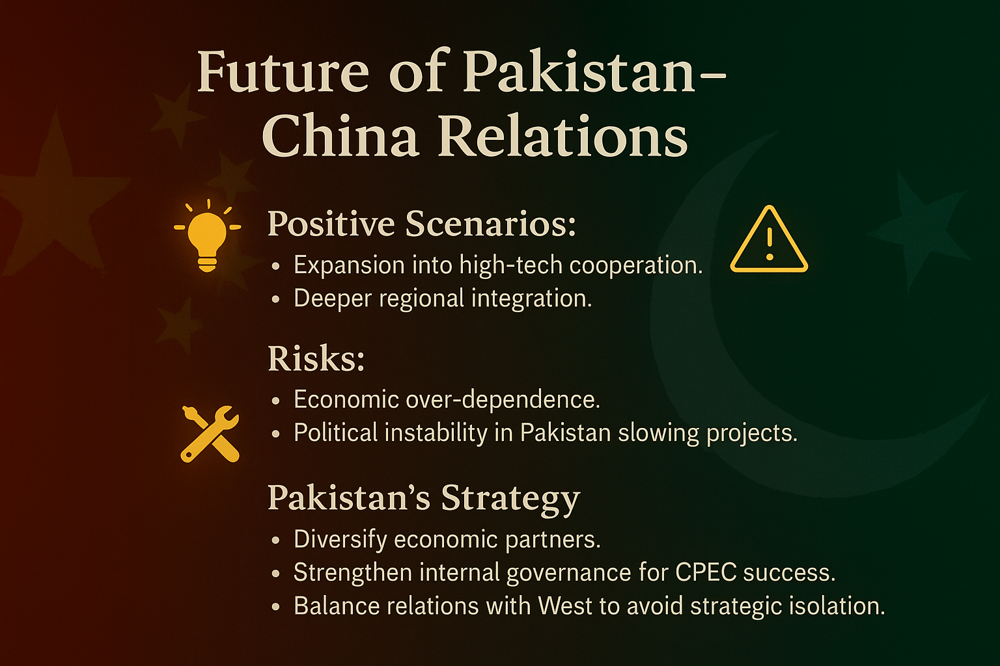 Future of Pakistan–
China Relations
Positive Scenarios:
• Expansion into high-tech cooperation.
• Deeper regional integration.
Risks:
• Economic over-dependence.
• Political instability in Pakistan slowing projects.
Pakistan’s Strategy
• Diversify economic partners.
• Strengthen internal governance for CPEC success.
• Balance relations with West to avoid strategic isolation.